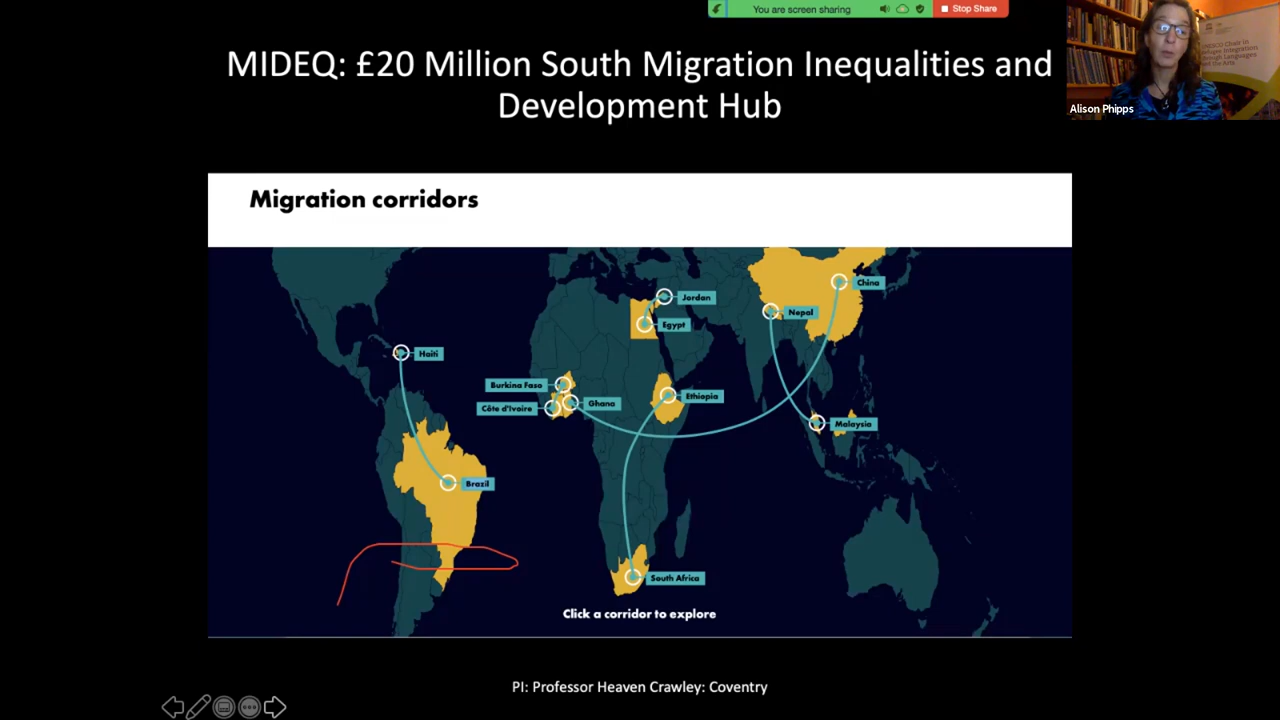 You are screen sharing
Stop Share
MIDEQ: £20 Million South Migration Inequalities and
Development Hub
Alison Phipps
Migration corridors
China
Jordan
Nepal
Egypt
Haiti
Burkina Faso
Ethiopia
Ghana
Côte d'Ivoire
Malaysia
Brazil
South Africa
Click a corridor to explore
PI: Professor Heaven Crawley: Coventry